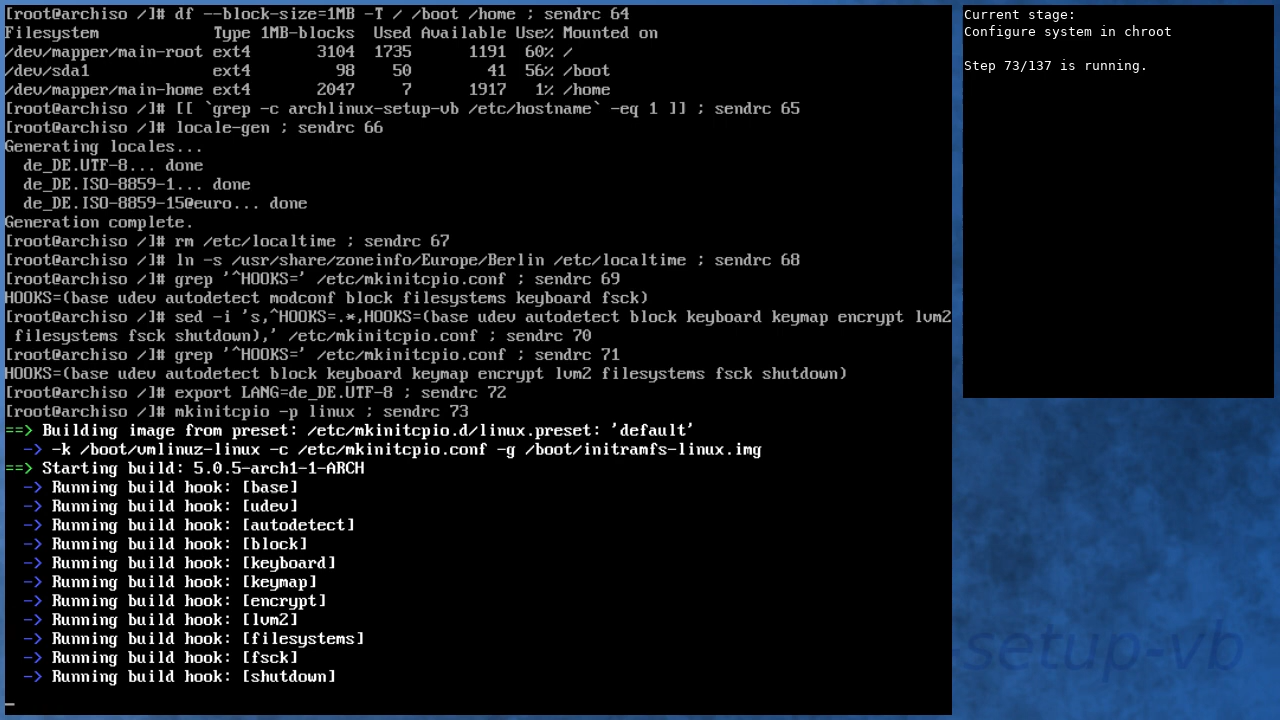 [root@archiso /]# df --block-size=1MB -T / /boot /home ; sendrc 64
Filesystem            Type 1MB-blocks  Used Available Use% Mounted on
/dev/mapper/main-root ext4       3104  1735      1191  60% /
/dev/sda1             ext4         98    50        41  56% /boot
/dev/mapper/main-home ext4       2047     7      1917   1% /home
[root@archiso /]# [[ `grep -c archlinux-setup-vb /etc/hostname` -eq 1 ]] ; sendrc 65
[root@archiso /]# locale-gen ; sendrc 66
Generating locales...
  de_DE.UTF-8... done
  de_DE.ISO-8859-1... done
  de_DE.ISO-8859-15@euro... done
Generation complete.
[root@archiso /]# rm /etc/localtime ; sendrc 67
[root@archiso /]# ln -s /usr/share/zoneinfo/Europe/Berlin /etc/localtime ; sendrc 68
[root@archiso /]# grep '^HOOKS=' /etc/mkinitcpio.conf ; sendrc 69
HOOKS=(base udev autodetect modconf block filesystems keyboard fsck)
[root@archiso /]# sed -i 's,^HOOKS=.*,HOOKS=(base udev autodetect block keyboard keymap encrypt lvm2
 filesystems fsck shutdown),' /etc/mkinitcpio.conf ; sendrc 70
[root@archiso /]# grep '^HOOKS=' /etc/mkinitcpio.conf ; sendrc 71
HOOKS=(base udev autodetect block keyboard keymap encrypt lvm2 filesystems fsck shutdown)
[root@archiso /]# export LANG=de_DE.UTF-8 ; sendrc 72
[root@archiso /]# mkinitcpio -p linux ; sendrc 73
==> Building image from preset: /etc/mkinitcpio.d/linux.preset: 'default'
  -> -k /boot/vmlinuz-linux -c /etc/mkinitcpio.conf -g /boot/initramfs-linux.img
==> Starting build: 5.0.5-arch1-1-ARCH
  -> Running build hook: [base]
  -> Running build hook: [udev]
  -> Running build hook: [autodetect]
  -> Running build hook: [block]
  -> Running build hook: [keyboard]
  -> Running build hook: [keymap]
  -> Running build hook: [encrypt]
  -> Running build hook: [lvm2]
  -> Running build hook: [filesystems]
  -> Running build hook: [fsck]
  -> Running build hook: [shutdown]
Current stage:
Configure system in chroot
Step 73/137 is running.
-setup-vb